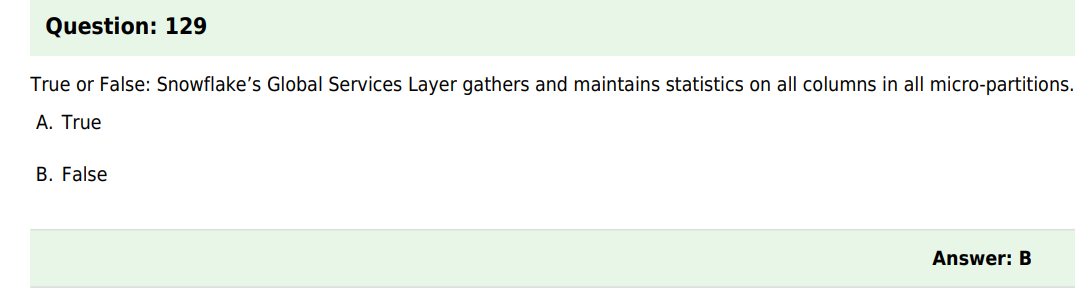 Question: 129
True or False: Snowflake’s Global Services Layer gathers and maintains statistics on all columns in all micro-partitions.
A. True
B. False
Answer: B